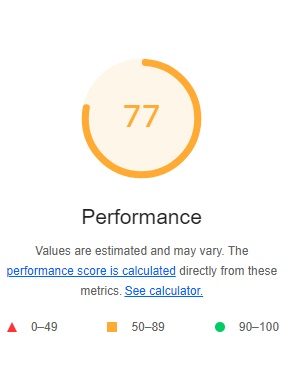 77
Performance
Values are estimated and may vary. The
performance score is calculated directly from these
metrics. See calculator.
0–49 50–89 90–100